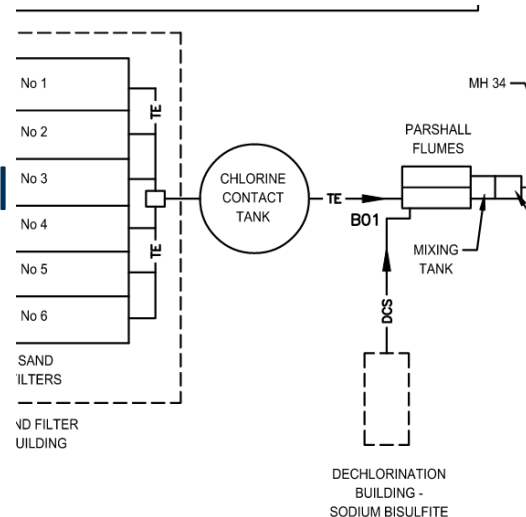 No 1
No 2
No 3
No 4
No 5
No 6
TE
TE
SAND
FILTERS
ND FILTER
UILDING
CHLORINE
CONTACT
TANK
TE
B01
PARSHALL
FLUMES
MH 34
MIXING
TANK
DCS
DECHLORINATION
BUILDING -
SODIUM BISULFITE